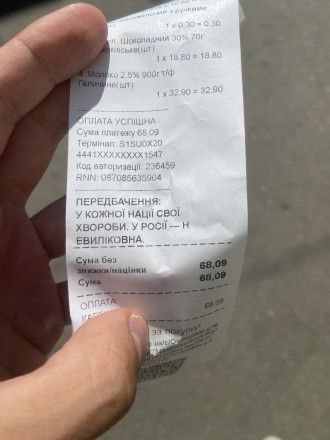 з ручками
1 x 0.30 = 0.30
Шоколадний 30% 70г
1 x 18.80 = 18.80
4. Молоко 2,5% 900г т/ф
Галичина(шт)
1 x 32.90 = 32.90
ОПЛАТА УСПІШНА
Сума платежу 68,09
Термінал: S1SU0X20
4441XXXXXXXX1547
Код авторизації: 236459
RNN: 087085635904
ПЕРЕДБАЧЕННЯ:
У КОЖНОЇ НАЦІЇ СВОЇ
ХВОРОБИ. У РОСІЇ — Н
ЕВИЛІКОВНА.
Сума без
знижки/націнки 68,09
Сума 68,09
ОПЛАТА
68,09
за покупку!